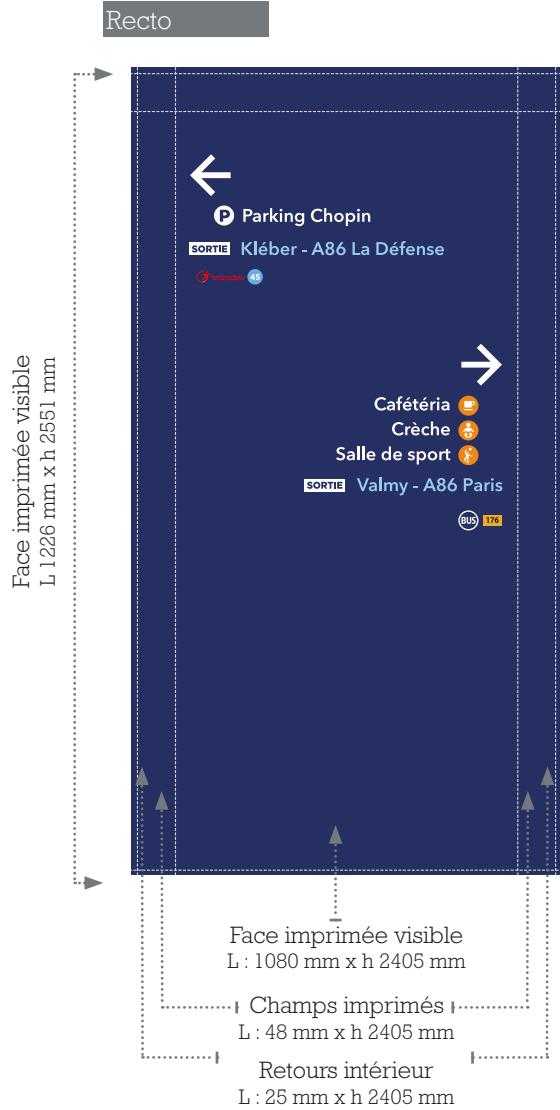 Recto
Parking Chopin
SORTIE Kléber - A86 La Défense
transdev 45
Cafétéria
Crèche
Salle de sport
SORTIE Valmy - A86 Paris
BUS 176
Face imprimée visible
L 1226 mm x h 2551 mm
Face imprimée visible
L : 1080 mm x h 2405 mm
Champs imprimés
L : 48 mm x h 2405 mm
Retours intérieur
L : 25 mm x h 2405 mm